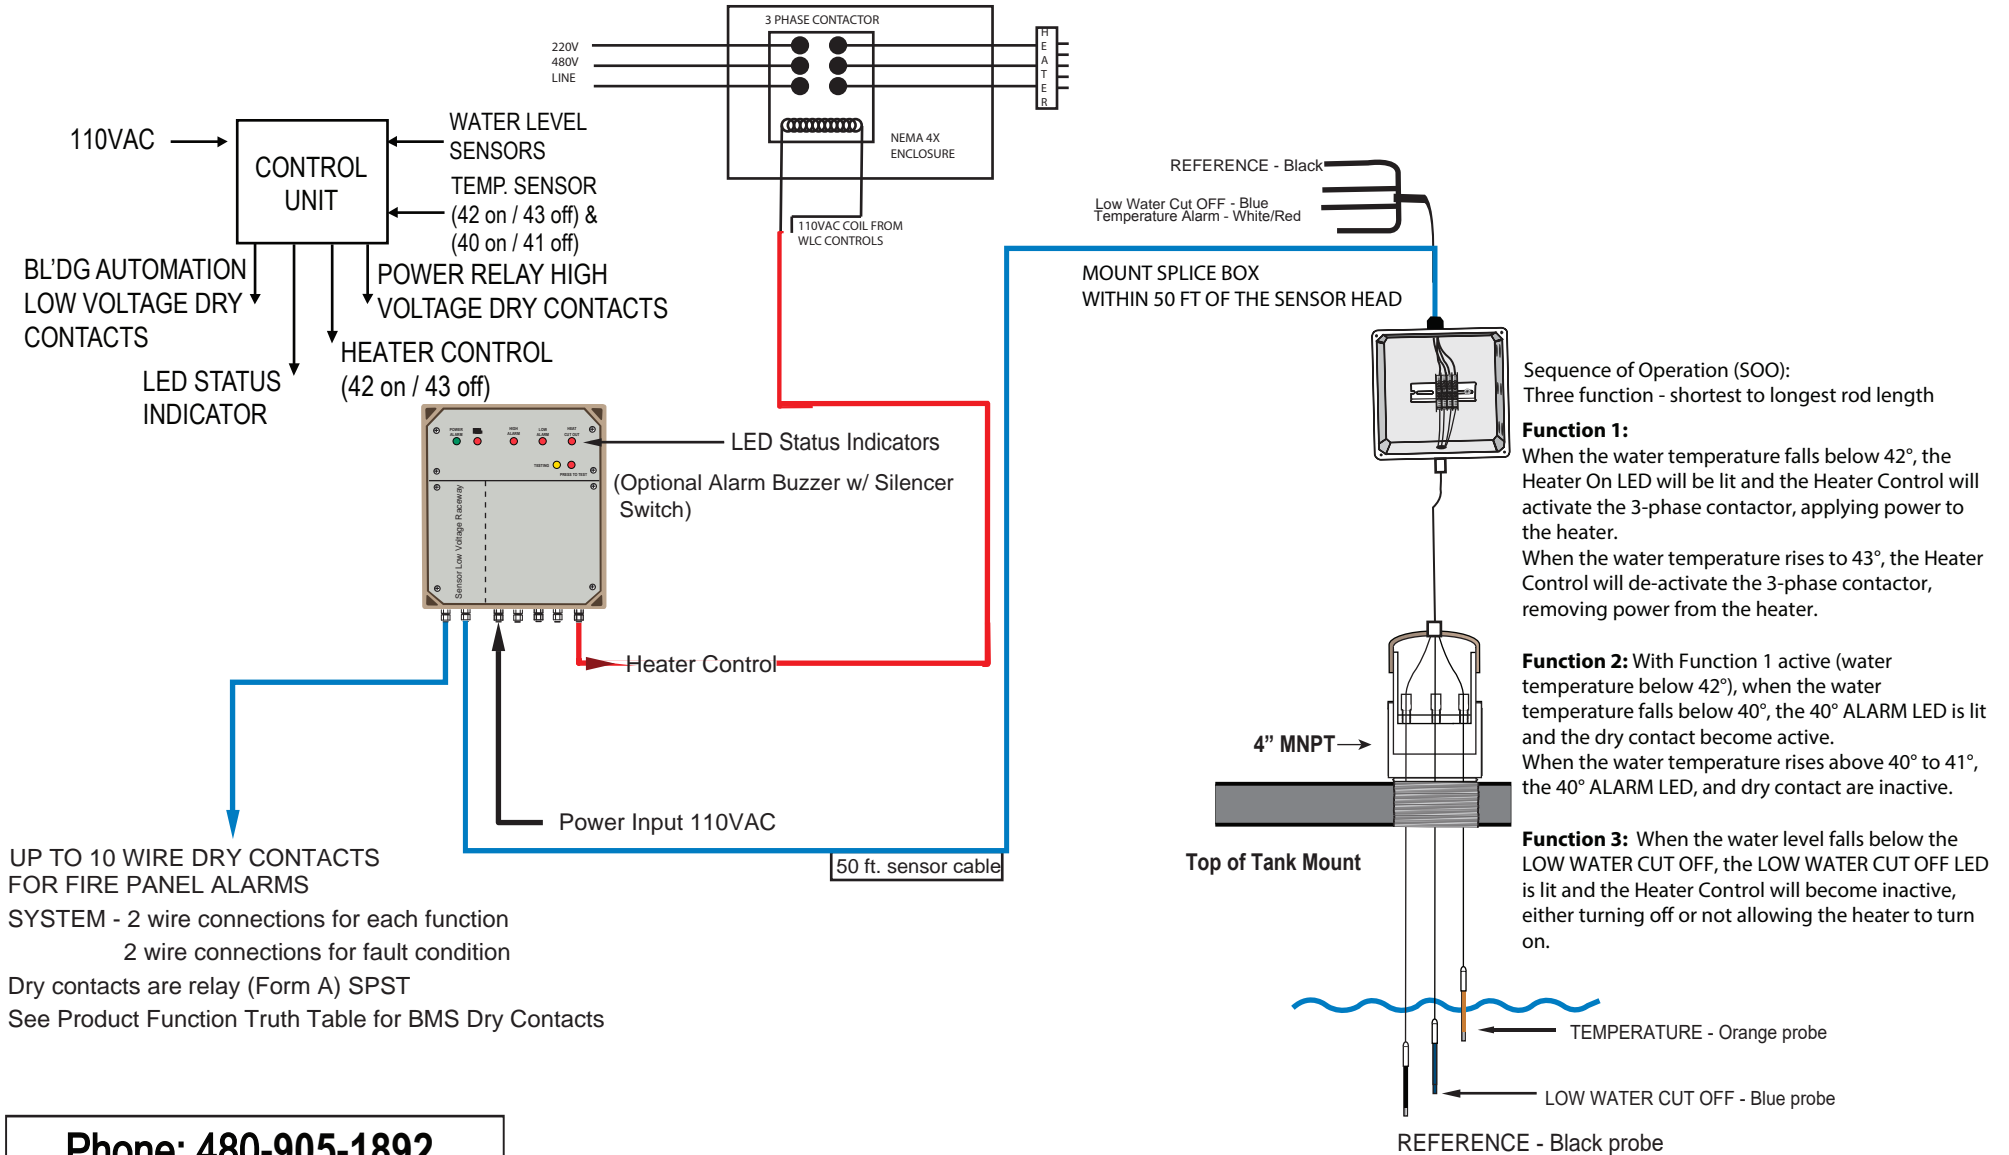 3 PHASE CONTACTOR
220V
480V
LINE
H
E
A
T
E
R
NEMA 4X
ENCLOSURE
110VAC COIL FROM
WLC CONTROLS
110VAC
CONTROL
UNIT
WATER LEVEL
SENSORS
TEMP. SENSOR
(42 on / 43 off) &
(40 on / 41 off)
BL'DG AUTOMATION
LOW VOLTAGE DRY
CONTACTS
POWER RELAY HIGH
VOLTAGE DRY CONTACTS
LED STATUS
INDICATOR
HEATER CONTROL
(42 on / 43 off)
POWER
ALARM
HIGH
ALARM
LOW
ALARM
HEAT
CUT OUT
TESTING
PRESS TO TEST
Sensor Low Voltage Raceway
LED Status Indicators
(Optional Alarm Buzzer w/ Silencer
Switch)
Heater Control
Power Input 110VAC
50 ft. sensor cable
UP TO 10 WIRE DRY CONTACTS
FOR FIRE PANEL ALARMS
SYSTEM - 2 wire connections for each function
2 wire connections for fault condition
Dry contacts are relay (Form A) SPST
See Product Function Truth Table for BMS Dry Contacts
Phone: 480-905-1892
REFERENCE - Black
Low Water Cut OFF - Blue
Temperature Alarm - White/Red
MOUNT SPLICE BOX
WITHIN 50 FT OF THE SENSOR HEAD
4” MNPT
Top of Tank Mount
Sequence of Operation (SOO):
Three function - shortest to longest rod length
Function 1:
When the water temperature falls below 42°, the
Heater On LED will be lit and the Heater Control will
activate the 3-phase contactor, applying power to
the heater.
When the water temperature rises to 43°, the Heater
Control will de-activate the 3-phase contactor,
removing power from the heater.
Function 2: With Function 1 active (water
temperature below 42°), when the water
temperature falls below 40°, the 40° ALARM LED is lit
and the dry contact become active.
When the water temperature rises above 40° to 41°,
the 40° ALARM LED, and dry contact are inactive.
Function 3: When the water level falls below the
LOW WATER CUT OFF, the LOW WATER CUT OFF LED
is lit and the Heater Control will become inactive,
either turning off or not allowing the heater to turn
on.
TEMPERATURE - Orange probe
LOW WATER CUT OFF - Blue probe
REFERENCE - Black probe